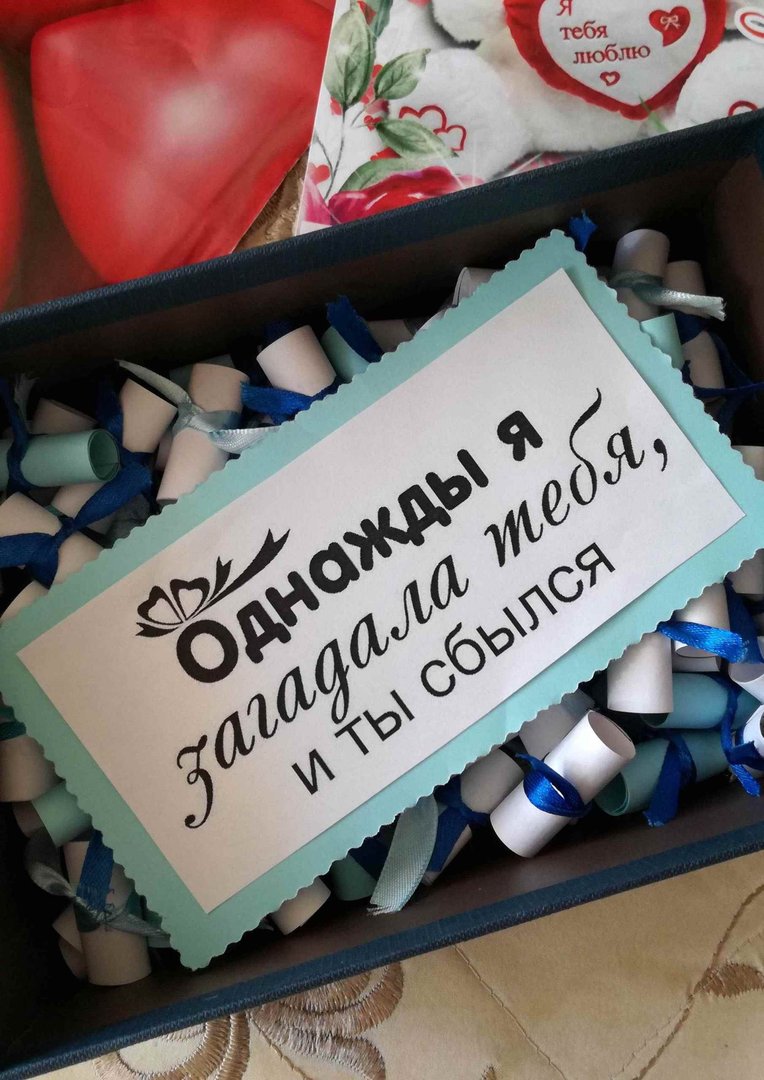 Я
тебя
люблю
Однажды я
загадала тебя,
и ты сбылся